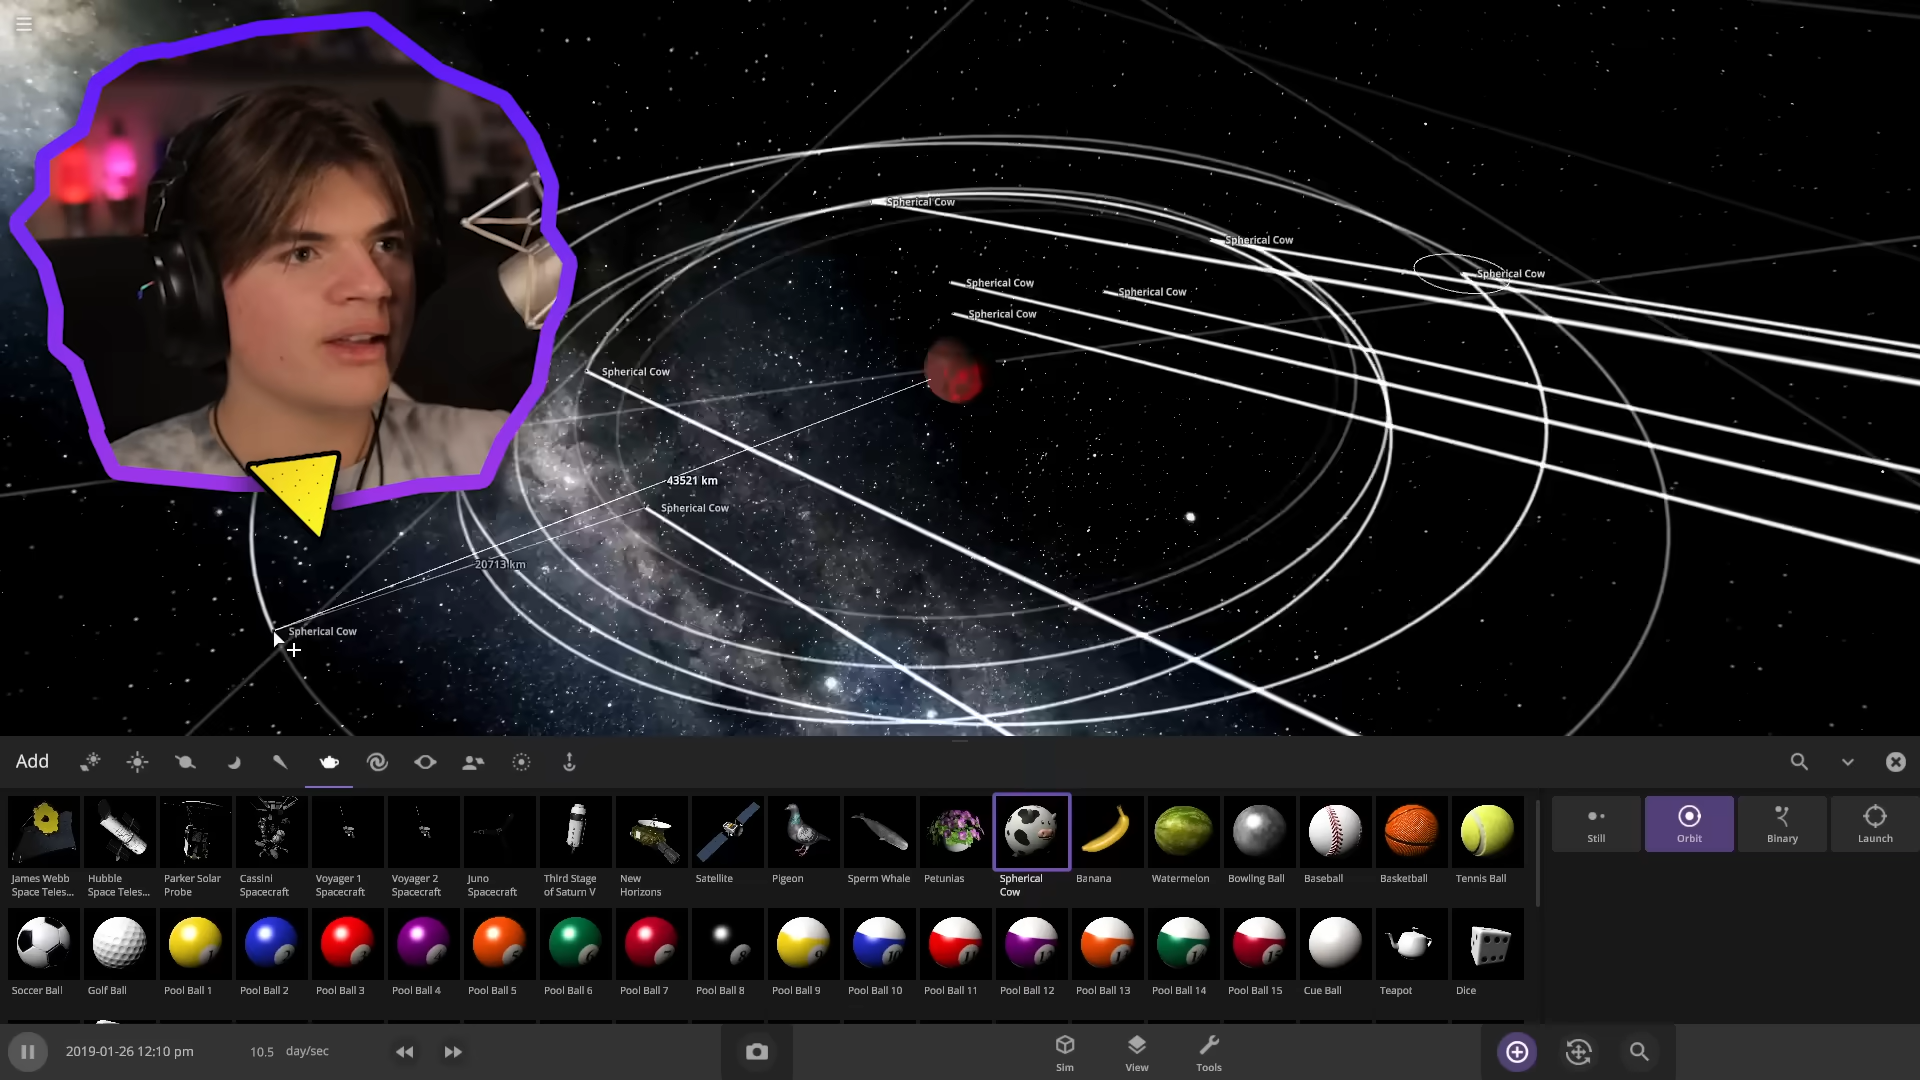 Spherical Cow
Spherical Cow
Spherical Cow
Spherical Cow
Spherical Cow
Spherical Cow
Spherical Cow
43521 km
Spherical Cow
20713 km
Spherical Cow
Add
James Webb
Space Teles...
Hubble
Space Teles...
Parker Solar
Probe
Cassini
Spacecraft
Voyager 1
Spacecraft
Voyager 2
Spacecraft
Juno
Spacecraft
Third Stage
of Saturn V
New
Horizons
Satellite
Pigeon
Sperm Whale
Petunias
Spherical
Cow
Banana
Watermelon
Bowling Ball
Baseball
Basketball
Tennis Ball
Still
Orbit
Binary
Launch
Soccer Ball
Golf Ball
Pool Ball 1
Pool Ball 2
Pool Ball 3
Pool Ball 4
Pool Ball 5
Pool Ball 6
Pool Ball 7
Pool Ball 8
Pool Ball 9
Pool Ball 10
Pool Ball 11
Pool Ball 12
Pool Ball 13
Pool Ball 14
Pool Ball 15
Cue Ball
Teapot
Dice
2019-01-26 12:10 pm
10.5 day/sec
Sim
View
Tools